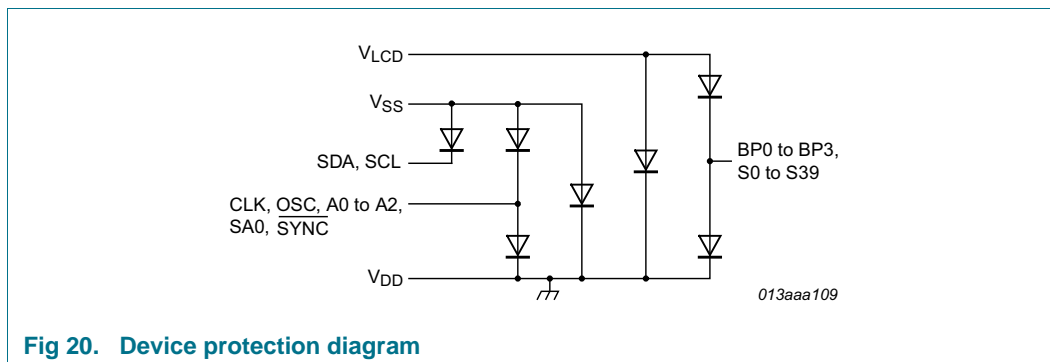 VLCD
VSS
SDA, SCL
CLK, OSC, A0 to A2,
SA0, SYNC
VDD
BP0 to BP3,
S0 to S39
013aaa109
Fig 20. Device protection diagram